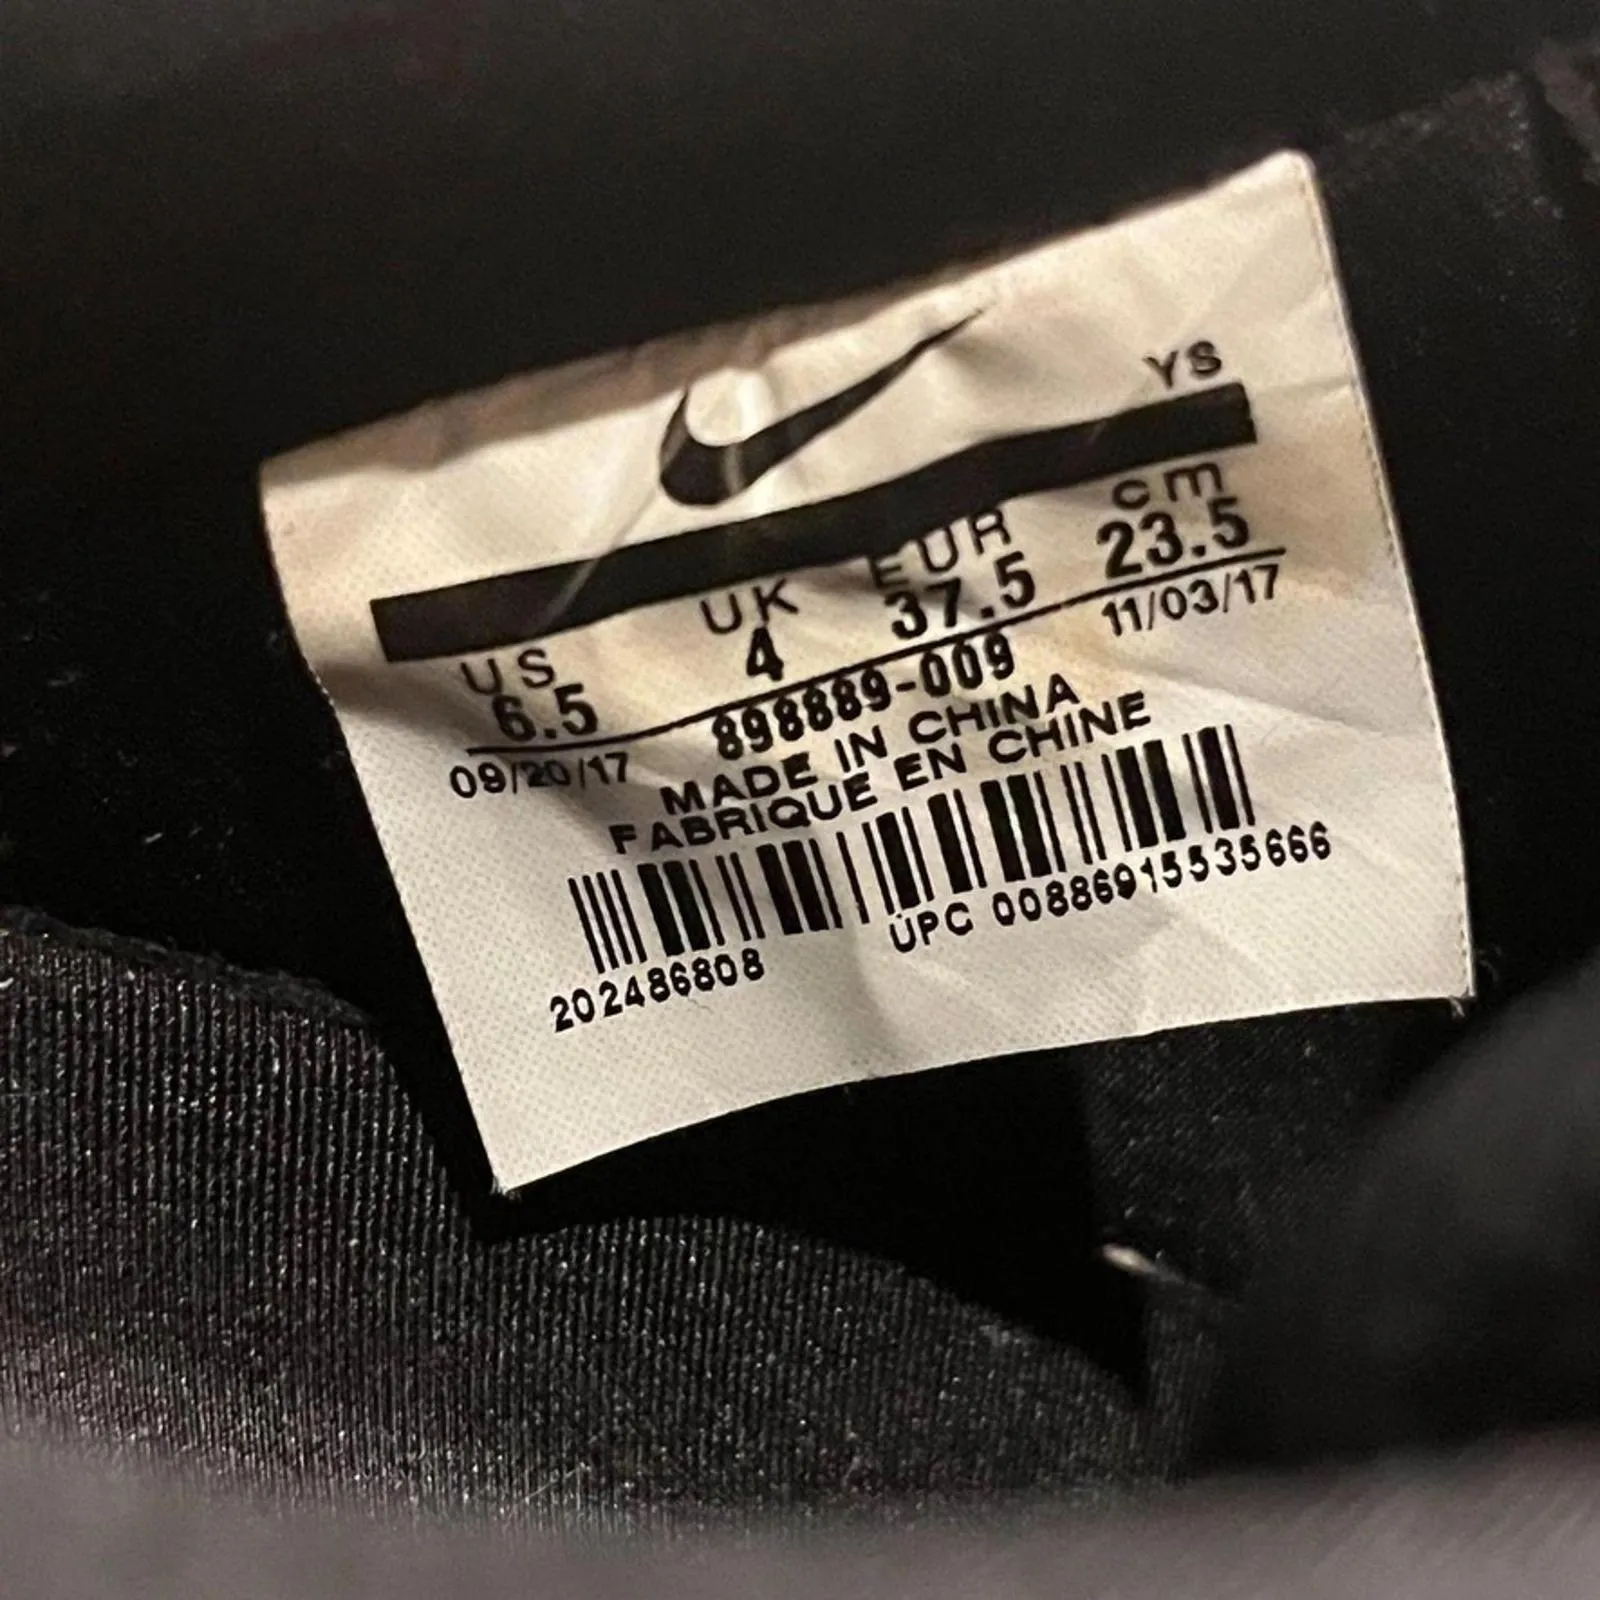 YS
US UK EUR cm
6.5 4 37.5 23.5
09/20/17 898889-009 11/03/17
MADE IN CHINA
FABRIQUE EN CHINE
202486808 UPC 00886915535666